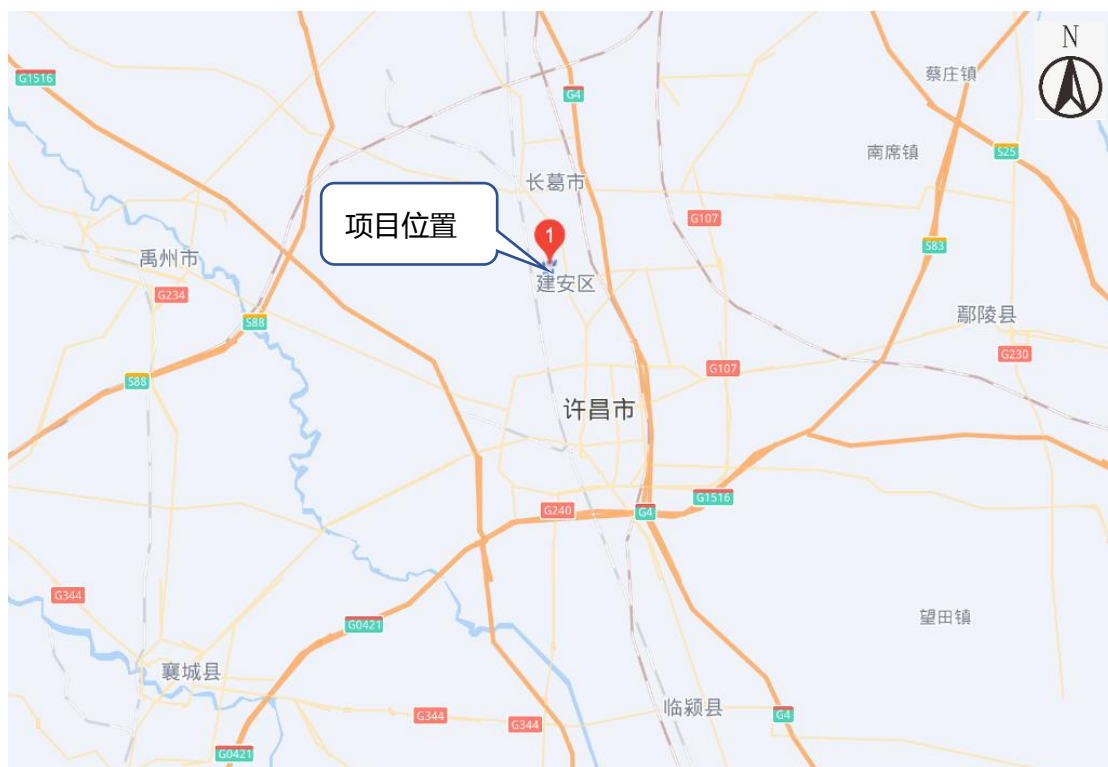 N
G1516
G4
蔡庄镇
南席镇
S25
长葛市
项目位置
G107
1
S83
禹州市
建安区
G234
鄢陵县
S88
G230
G107
S88
许昌市
G1516
G240
G4
G344
望田镇
G0421
襄城县
临颍县
G344
G4
G344
G0421